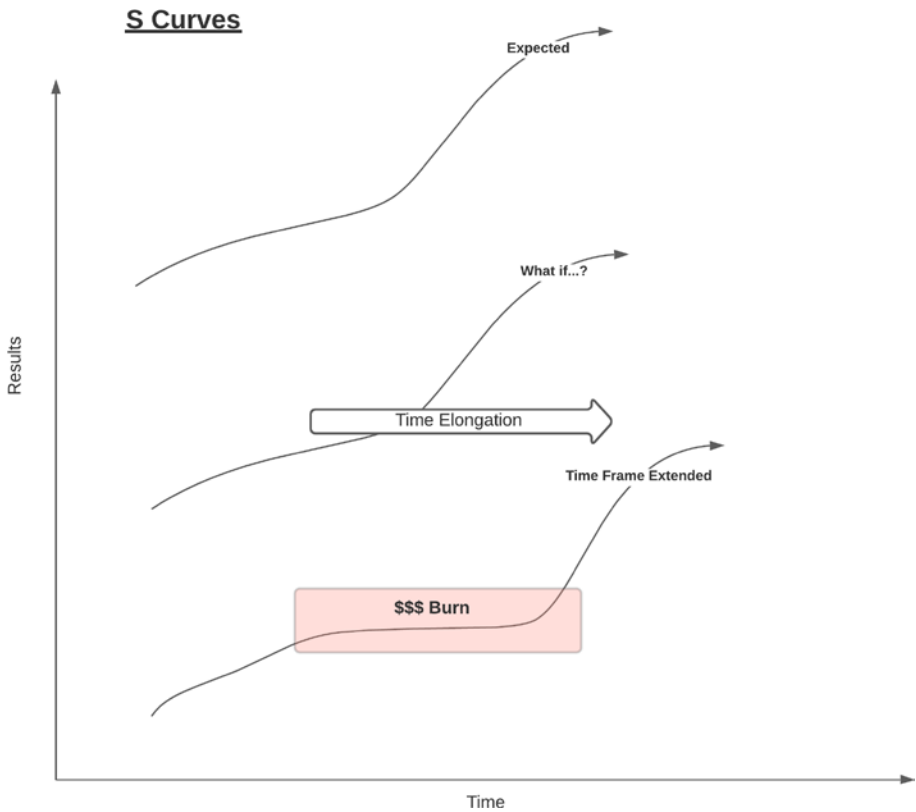 S Curves
Expected
What if...?
Results
Time Elongation
Time Frame Extended
$$$ Burn
Time